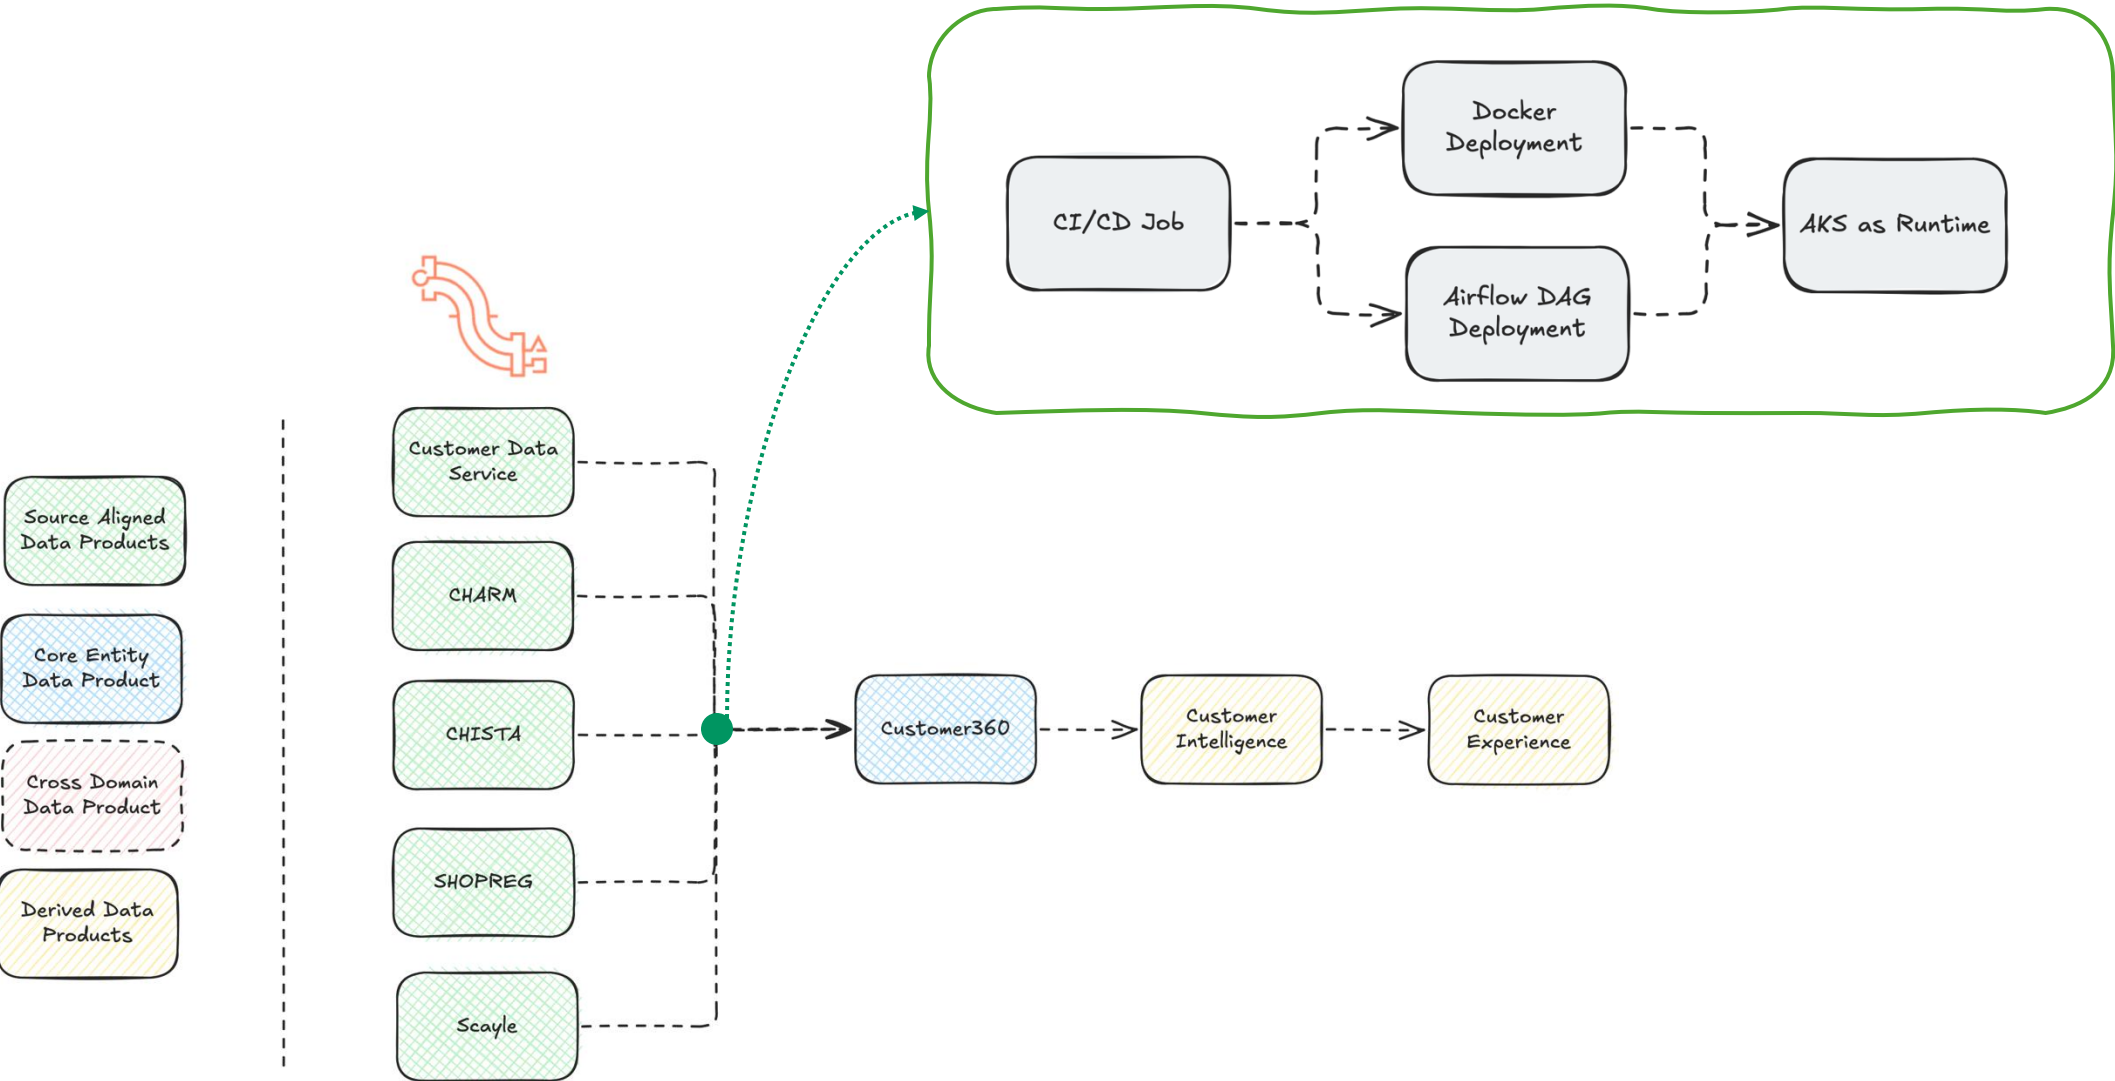 Docker
Deployment
CI/CD Job
AKS as Runtime
Airflow DAG
Deployment
Source Aligned
Data Products
Core Entity
Data Product
Cross Domain
Data Product
Derived Data
Products
Customer Data
Service
CHARM
CHISTA
SHOPREG
Scayle
Customer360
Customer
Intelligence
Customer
Experience